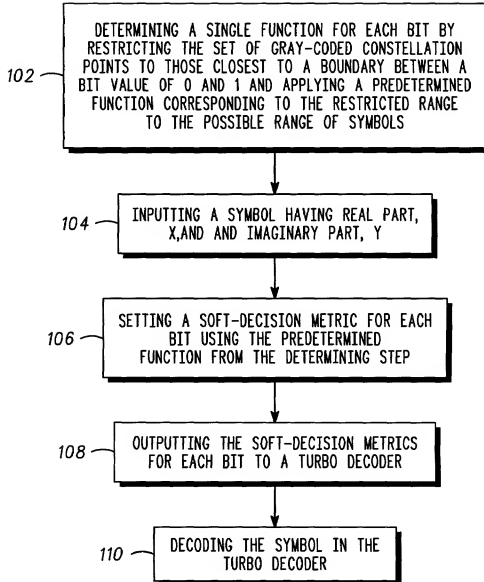 DETERMINING A SINGLE FUNCTION FOR EACH BIT BY
RESTRICTING THE SET OF GRAY-CODED CONSTELLATION
POINTS TO THOSE CLOSEST TO A BOUNDARY BETWEEN A
BIT VALUE OF 0 AND 1 AND APPLYING A PREDETERMINED
FUNCTION CORRESPONDING TO THE RESTRICTED RANGE
TO THE POSSIBLE RANGE OF SYMBOLS
102
INPUTTING A SYMBOL HAVING REAL PART,
X,AND AND IMAGINARY PART, Y
104
SETTING A SOFT-DECISION METRIC FOR EACH
BIT USING THE PREDETERMINED
FUNCTION FROM THE DETERMINING STEP
106
OUTPUTTING THE SOFT-DECISION METRICS
FOR EACH BIT TO A TURBO DECODER
108
DECODING THE SYMBOL IN THE
TURBO DECODER
110